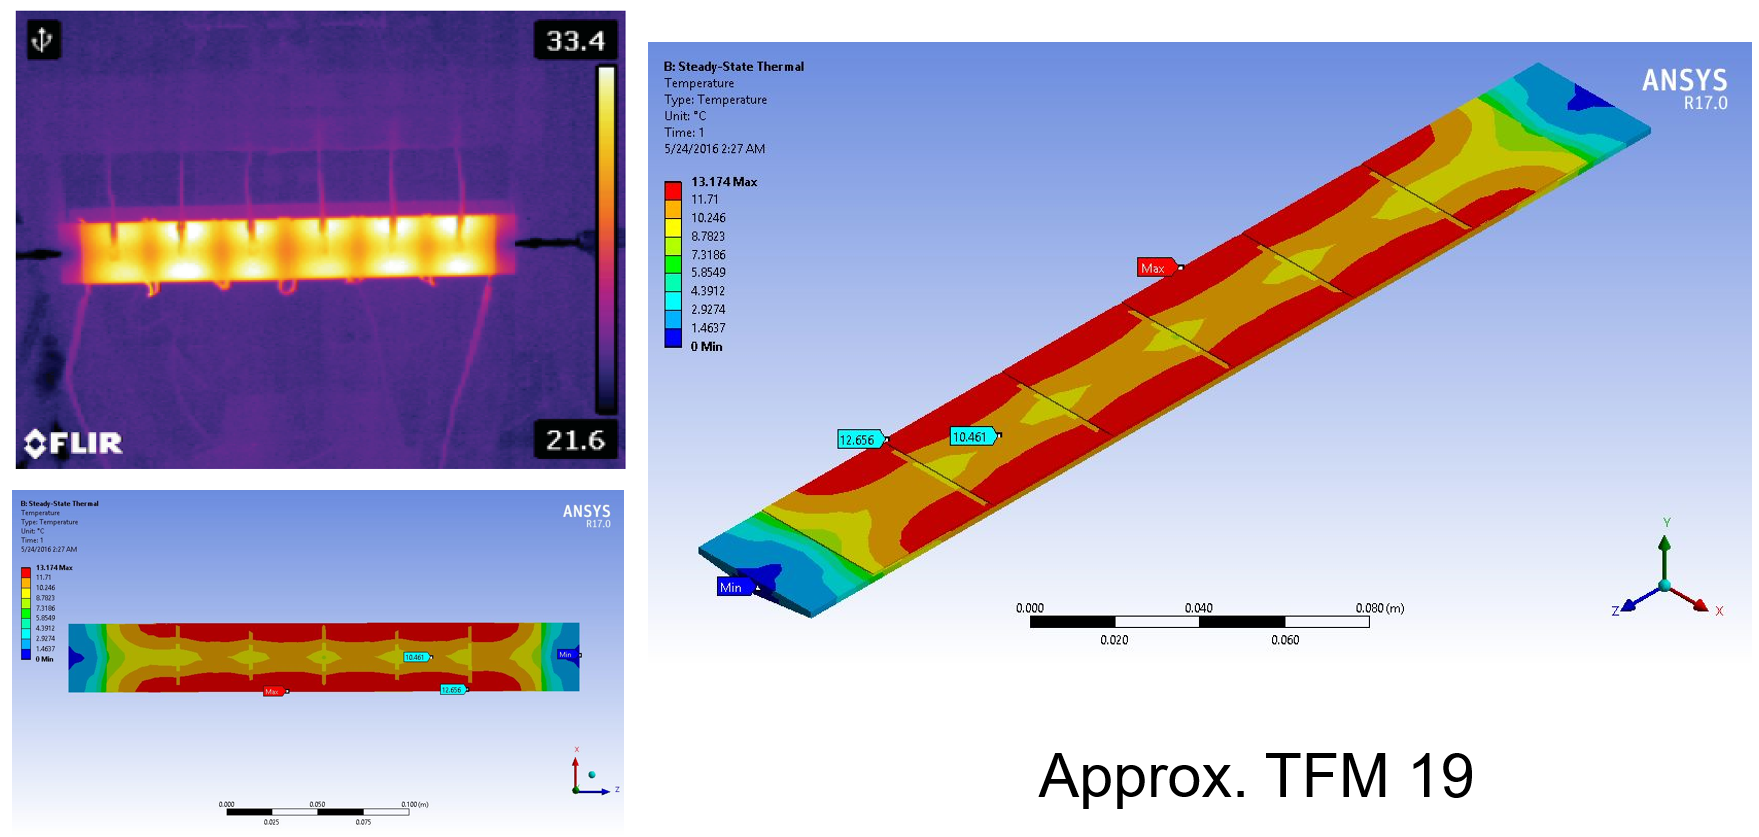 33.4
FLIR
21.6
B: Steady-State Thermal
Temperature
Type: Temperature
Unit: °C
Time: 1
5/24/2016 2:27 AM
ANSYS
R17.0
13.174 Max
11.71
10.246
8.7823
7.3186
5.8549
4.3912
2.9274
1.4637
0 Min
Max
12.656
10.461
Min
0.000
0.040
0.080 (m)
0.020
0.060
Y
Z
X
B: Steady-State Thermal
Temperature
Type: Temperature
Unit: °C
Time: 1
5/24/2016 2:27 AM
ANSYS
R17.0
13.174 Max
11.71
10.246
8.7823
7.3186
5.8549
4.3912
2.9274
1.4637
0 Min
10.461
Min
Max
12.656
X
Z
0.000
0.050
0.100 (m)
0.025
0.075
Approx. TFM 19